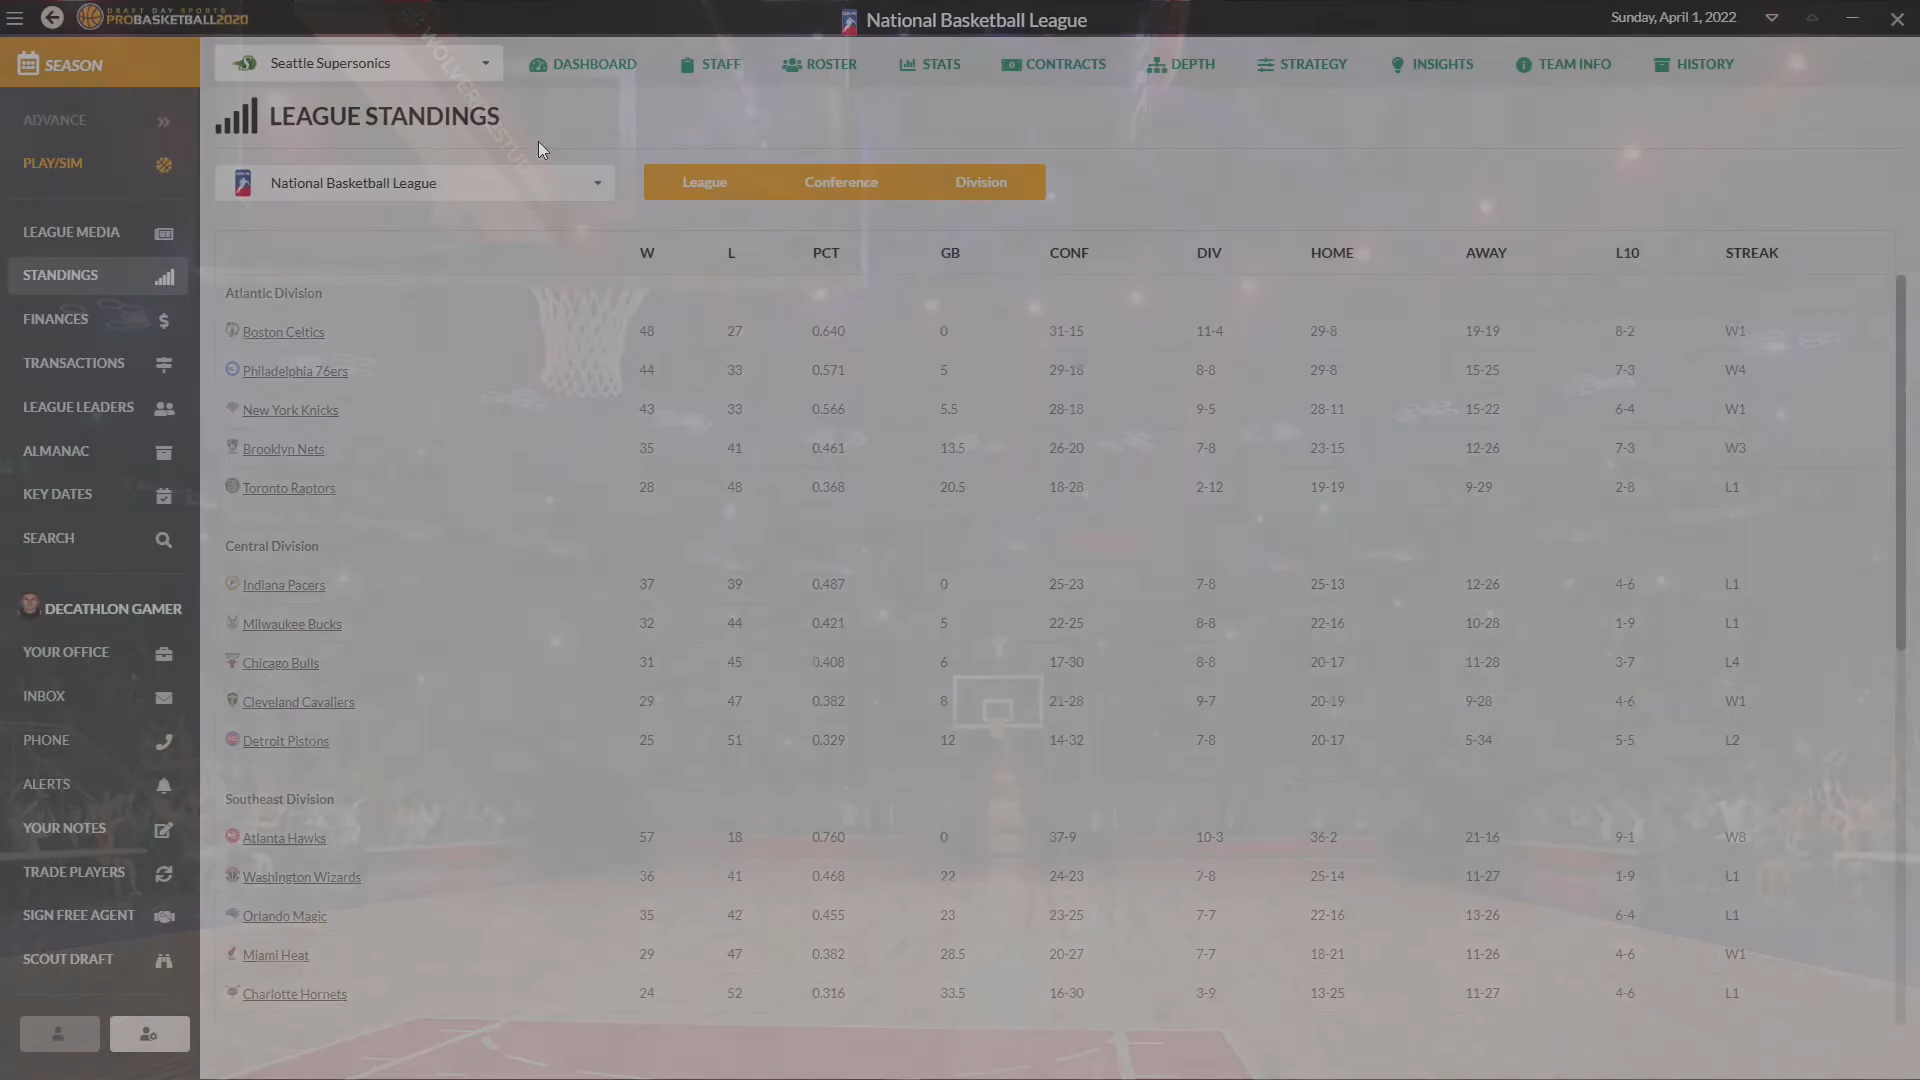 DRAFT DAY SPORTS
PROBASKETBALL2020
National Basketball League
Sunday, April 1, 2022
SEASON
Seattle Supersonics
DASHBOARD STAFF ROSTER STATS CONTRACTS DEPTH STRATEGY INSIGHTS TEAM INFO HISTORY
ADVANCE
PLAY/SIM
LEAGUE MEDIA
STANDINGS
FINANCES
TRANSACTIONS
LEAGUE LEADERS
ALMANAC
KEY DATES
SEARCH
DECATHLON GAMER
YOUR OFFICE
INBOX
PHONE
ALERTS
YOUR NOTES
TRADE PLAYERS
SIGN FREE AGENT
SCOUT DRAFT
LEAGUE STANDINGS
National Basketball League
League Conference Division
W L PCT GB CONF DIV HOME AWAY L10 STREAK
Atlantic Division
Boston Celtics 48 27 0.640 0 31-15 11-4 29-8 19-19 8-2 W1
Philadelphia 76ers 44 33 0.571 5 29-18 8-8 29-8 15-25 7-3 W4
New York Knicks 43 33 0.566 5.5 28-18 9-5 28-11 15-22 6-4 W1
Brooklyn Nets 35 41 0.461 13.5 26-20 7-8 23-15 12-26 7-3 W3
Toronto Raptors 28 48 0.368 20.5 18-28 2-12 19-19 9-29 2-8 L1
Central Division
Indiana Pacers 37 39 0.487 0 25-23 7-8 25-13 12-26 4-6 L1
Milwaukee Bucks 32 44 0.421 5 22-25 8-8 22-16 10-28 1-9 L1
Chicago Bulls 31 45 0.408 6 17-30 8-8 20-17 11-28 3-7 L4
Cleveland Cavaliers 29 47 0.382 8 21-28 9-7 20-19 9-28 4-6 W1
Detroit Pistons 25 51 0.329 12 14-32 7-8 20-17 5-34 5-5 L2
Southeast Division
Atlanta Hawks 57 18 0.760 0 37-9 10-3 36-2 21-16 9-1 W8
Washington Wizards 36 41 0.468 22 24-23 7-8 25-14 11-27 1-9 L1
Orlando Magic 35 42 0.455 23 23-25 7-7 22-16 13-26 6-4 L1
Miami Heat 29 47 0.382 28.5 20-27 7-7 18-21 11-26 4-6 W1
Charlotte Hornets 24 52 0.316 33.5 16-30 3-9 13-25 11-27 4-6 L1